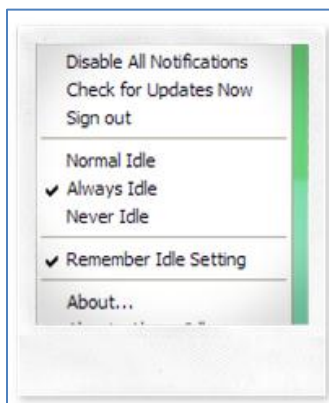 Disable All Notifications
Check for Updates Now
Sign out
Normal Idle
Always Idle
Never Idle
Remember Idle Setting
About...